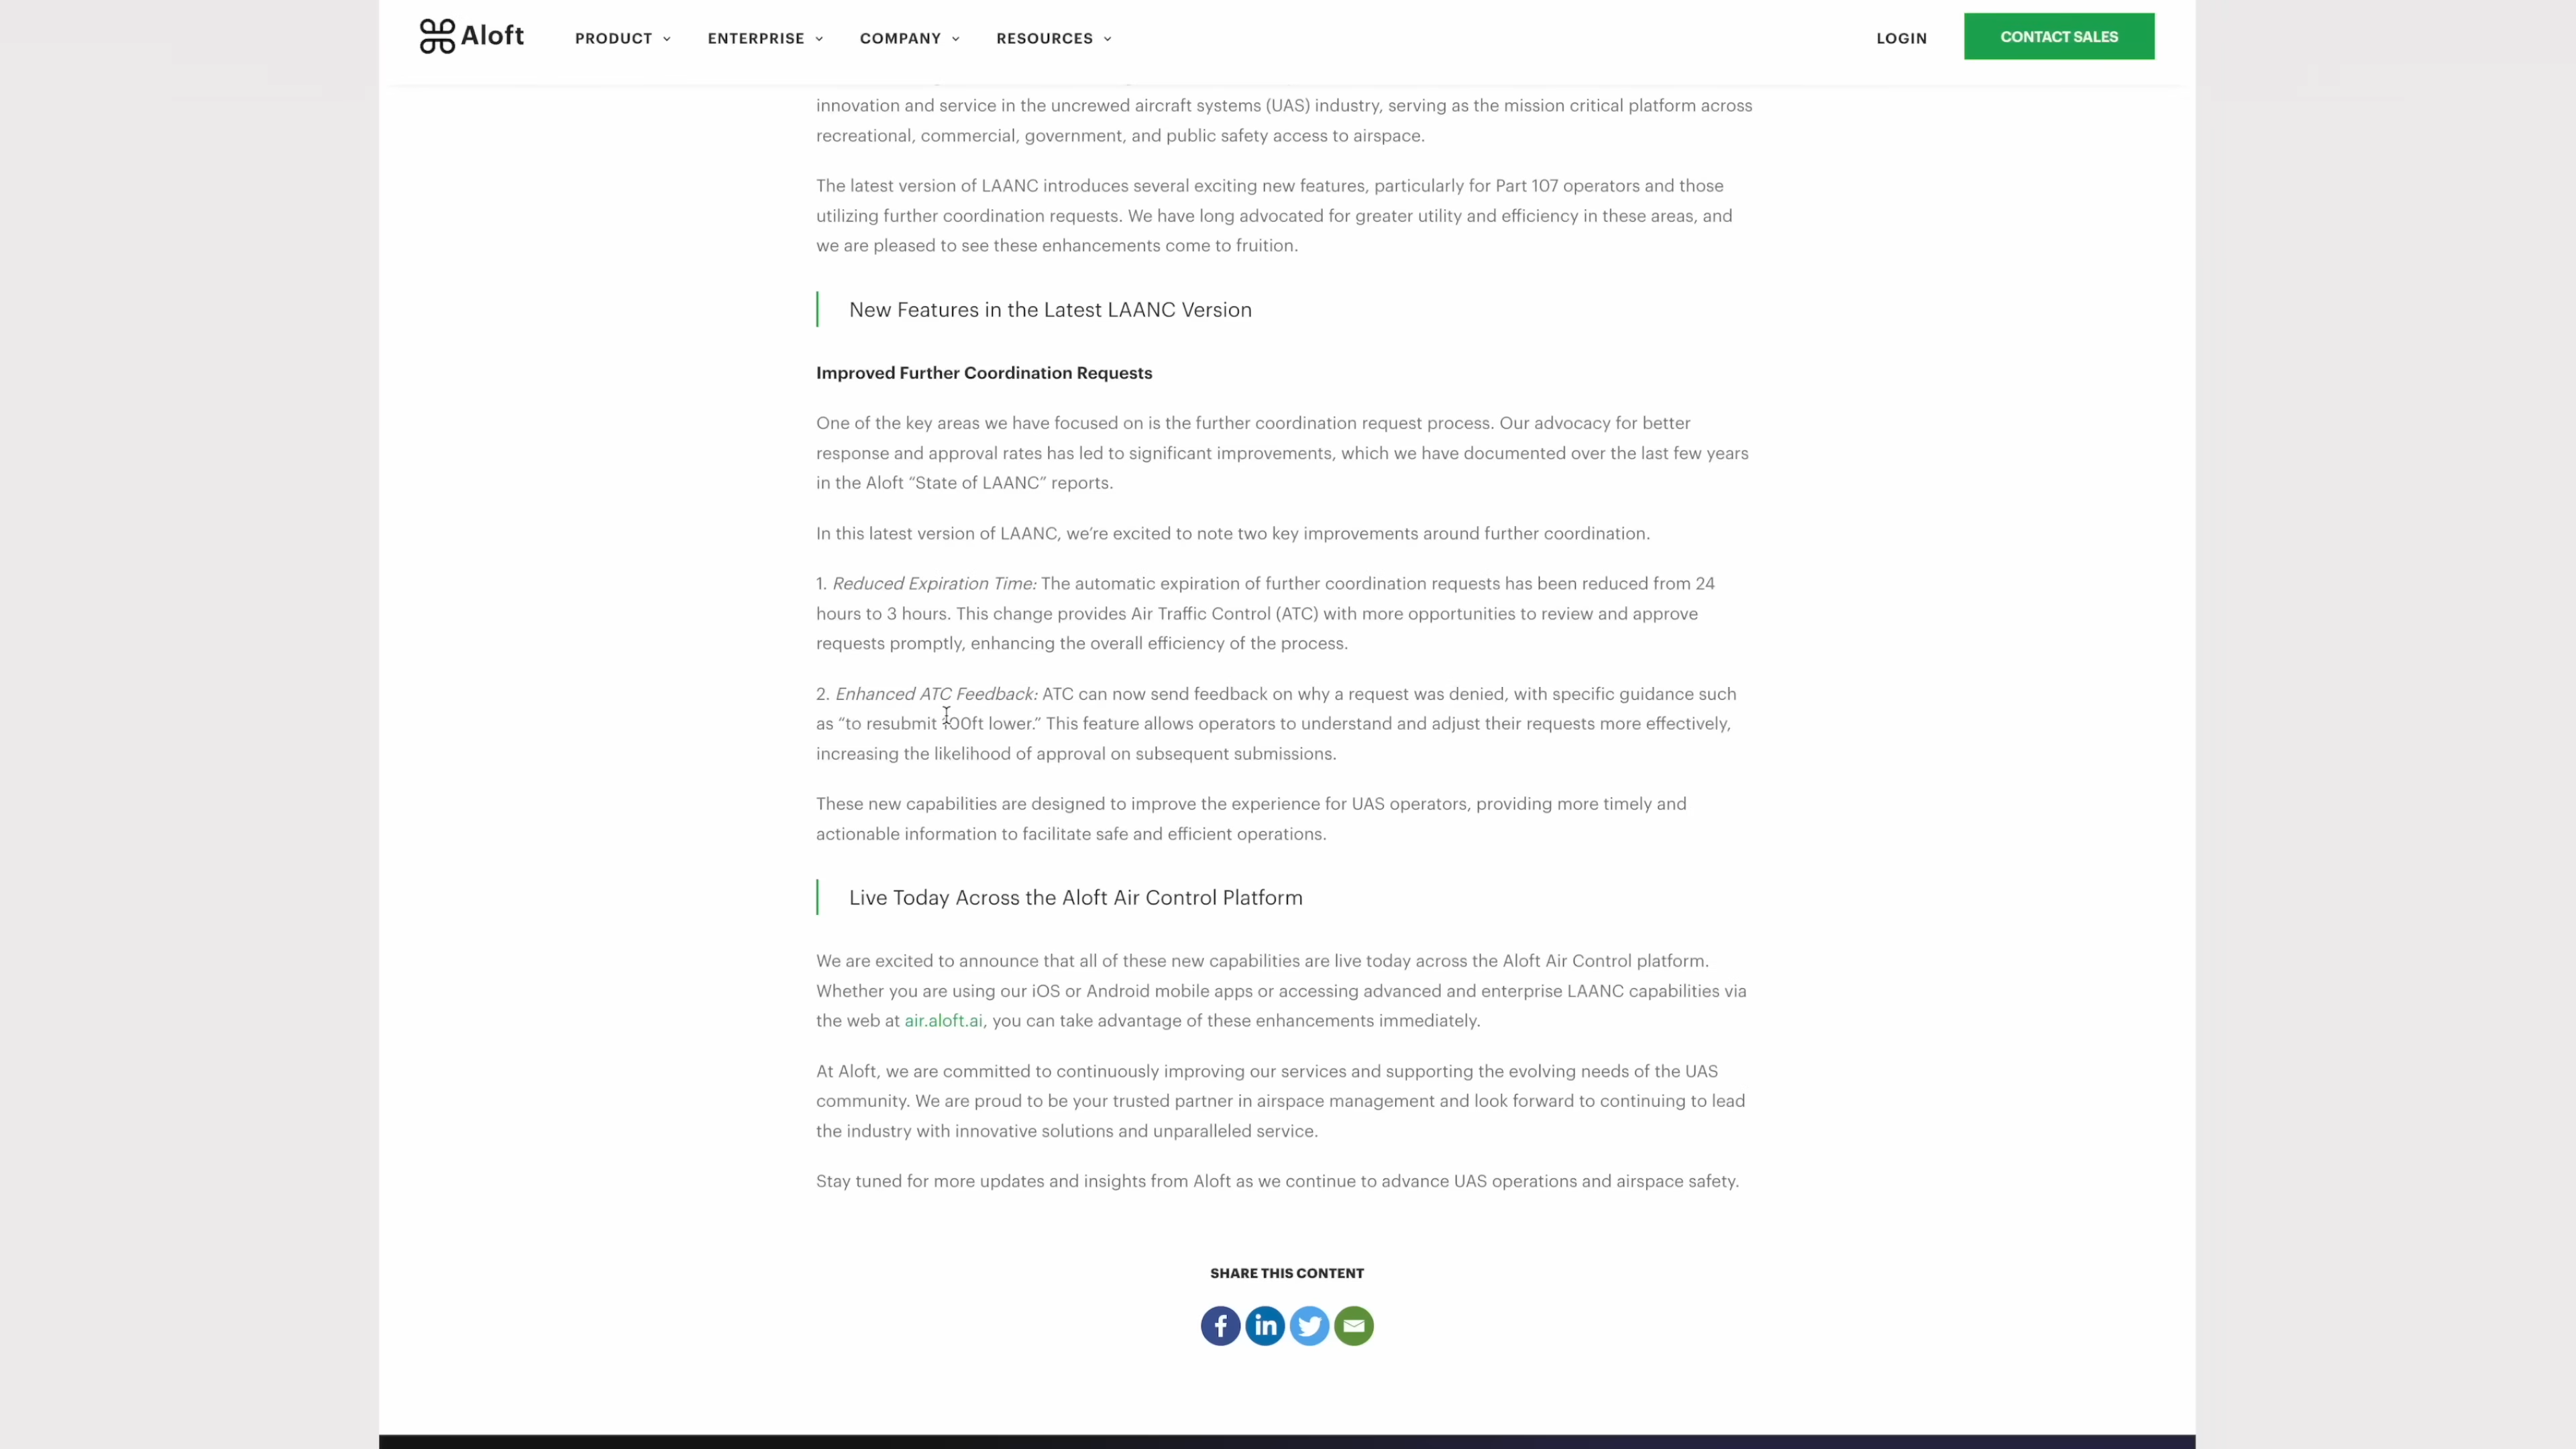 Aloft
PRODUCT
ENTERPRISE
COMPANY
RESOURCES
LOGIN
CONTACT SALES
innovation and service in the uncrewed aircraft systems (UAS) industry, serving as the mission critical platform across
recreational, commercial, government, and public safety access to airspace.
The latest version of LAANC introduces several exciting new features, particularly for Part 107 operators and those
utilizing further coordination requests. We have long advocated for greater utility and efficiency in these areas, and
we are pleased to see these enhancements come to fruition.
New Features in the Latest LAANC Version
Improved Further Coordination Requests
One of the key areas we have focused on is the further coordination request process. Our advocacy for better
response and approval rates has led to significant improvements, which we have documented over the last few years
in the Aloft “State of LAANC” reports.
In this latest version of LAANC, we’re excited to note two key improvements around further coordination.
1. Reduced Expiration Time: The automatic expiration of further coordination requests has been reduced from 24
hours to 3 hours. This change provides Air Traffic Control (ATC) with more opportunities to review and approve
requests promptly, enhancing the overall efficiency of the process.
2. Enhanced ATC Feedback: ATC can now send feedback on why a request was denied, with specific guidance such
as “to resubmit lower.” This feature allows operators to understand and adjust their requests more effectively,
increasing the likelihood of approval on subsequent submissions.
These new capabilities are designed to improve the experience for UAS operators, providing more timely and
actionable information to facilitate safe and efficient operations.
Live Today Across the Aloft Air Control Platform
We are excited to announce that all of these new capabilities are live today across the Aloft Air Control platform.
Whether you are using our iOS or Android mobile apps or accessing advanced and enterprise LAANC capabilities via
the web at air.aloft.ai, you can take advantage of these enhancements immediately.
At Aloft, we are committed to continuously improving our services and supporting the evolving needs of the UAS
community. We are proud to be your trusted partner in airspace management and look forward to continuing to lead
the industry with innovative solutions and unparalleled service.
Stay tuned for more updates and insights from Aloft as we continue to advance UAS operations and airspace safety.
SHARE THIS CONTENT